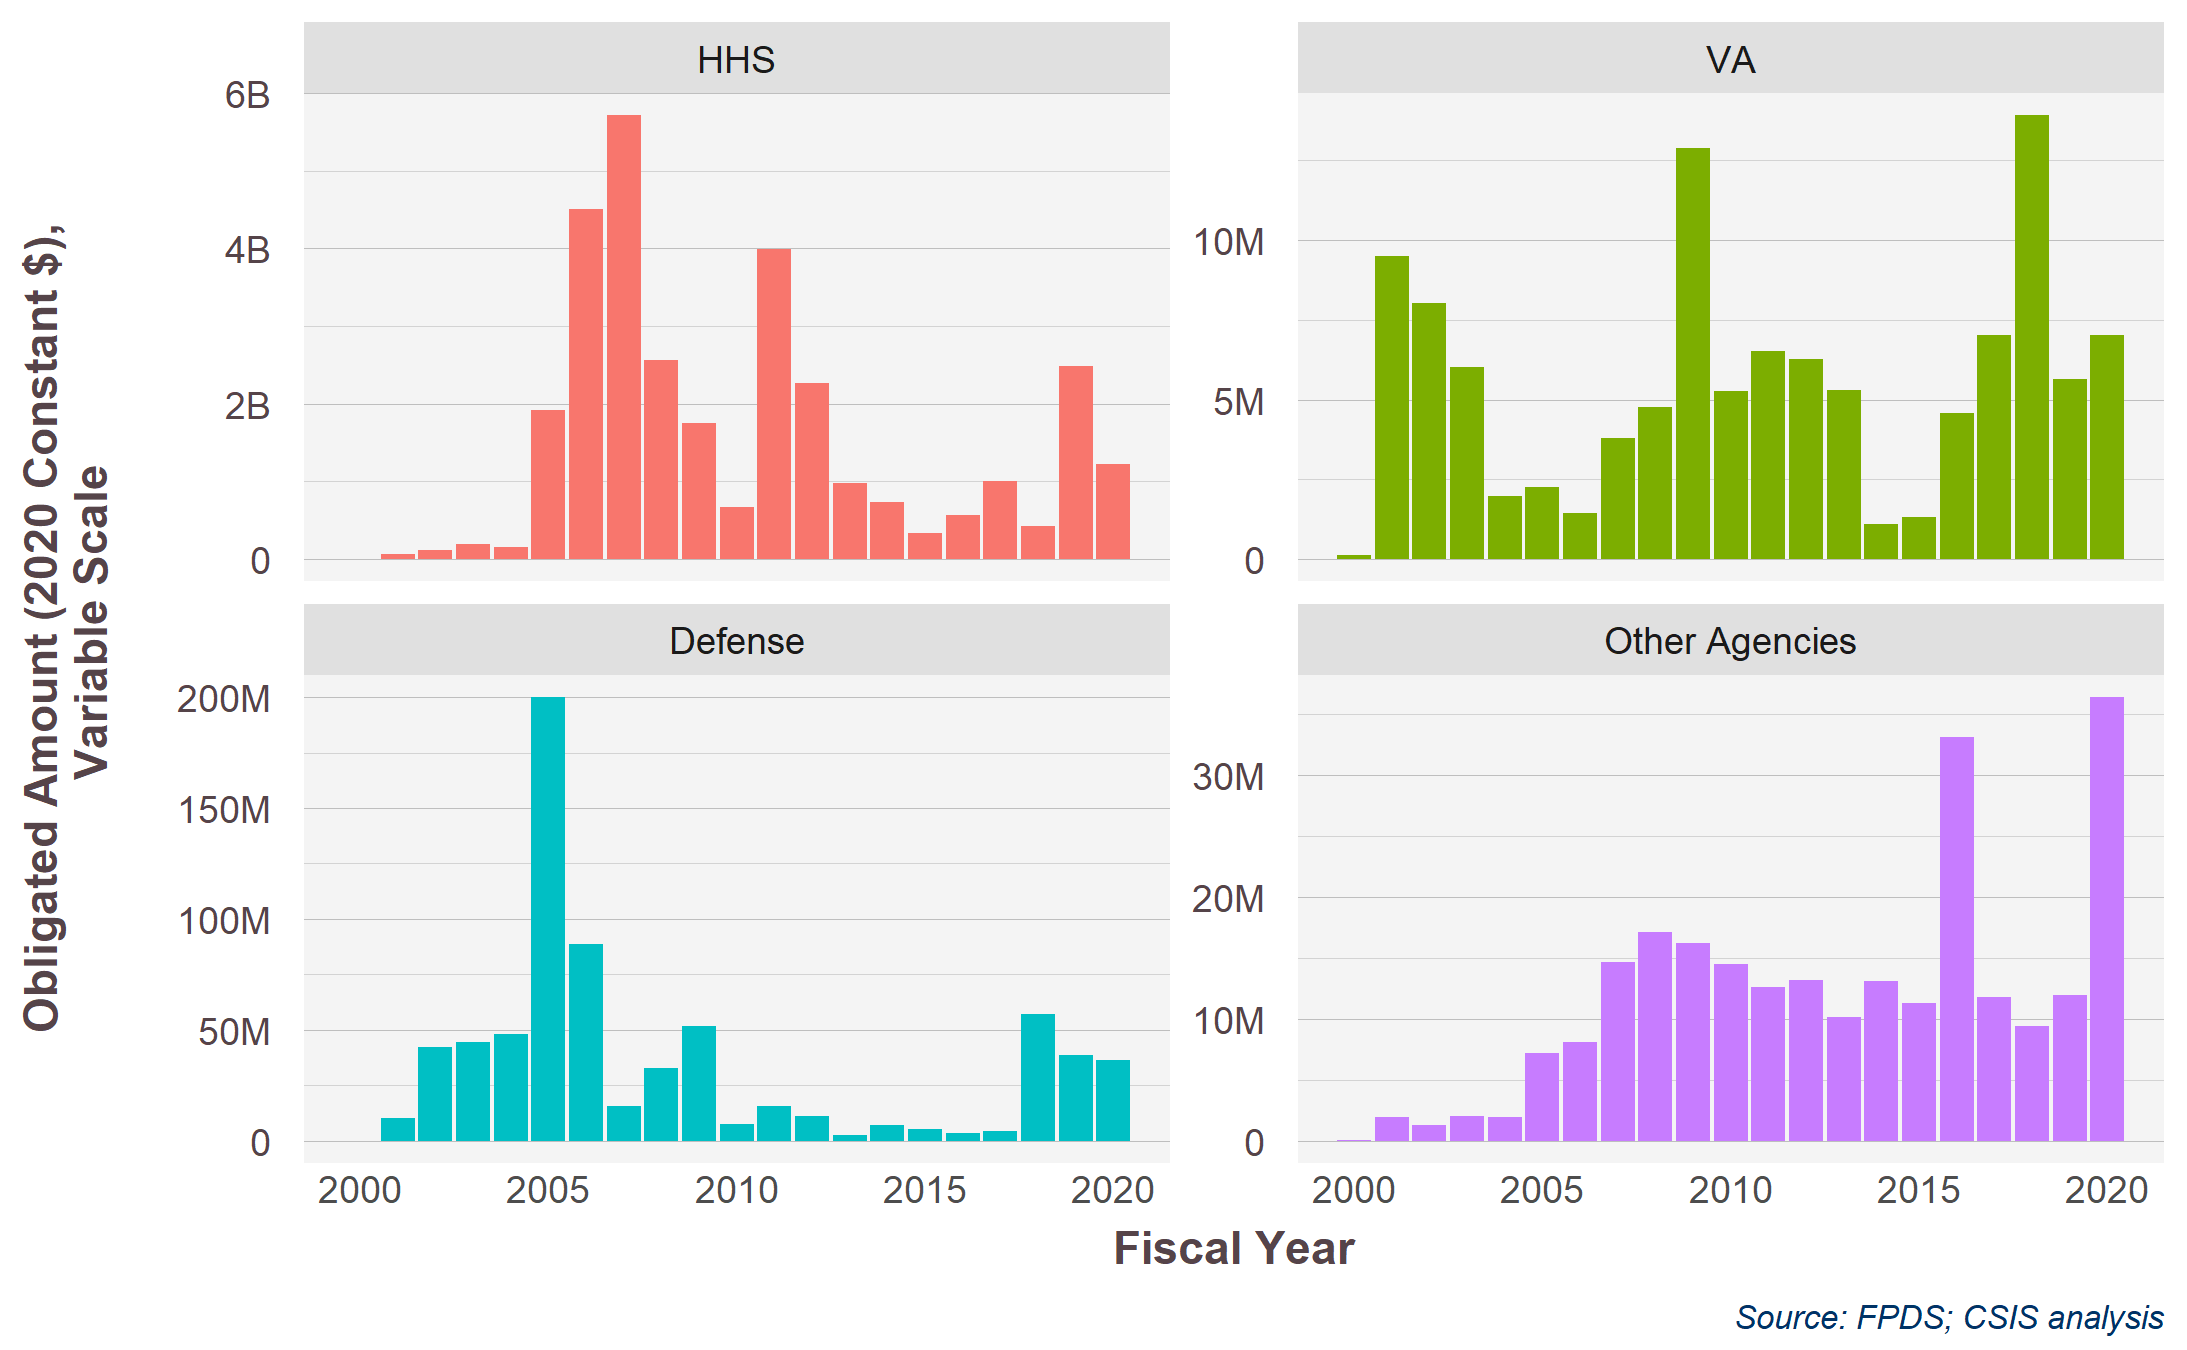 Obligated Amount (2020 Constant $),
Variable Scale
HHS
6B
4B
2B
0
VA
10M
5M
0
Defense
200M
150M
100M
50M
0
2000 2005 2010 2015 2020
Other Agencies
30M
20M
10M
0
2000 2005 2010 2015 2020
Fiscal Year
Source: FPDS; CSIS analysis